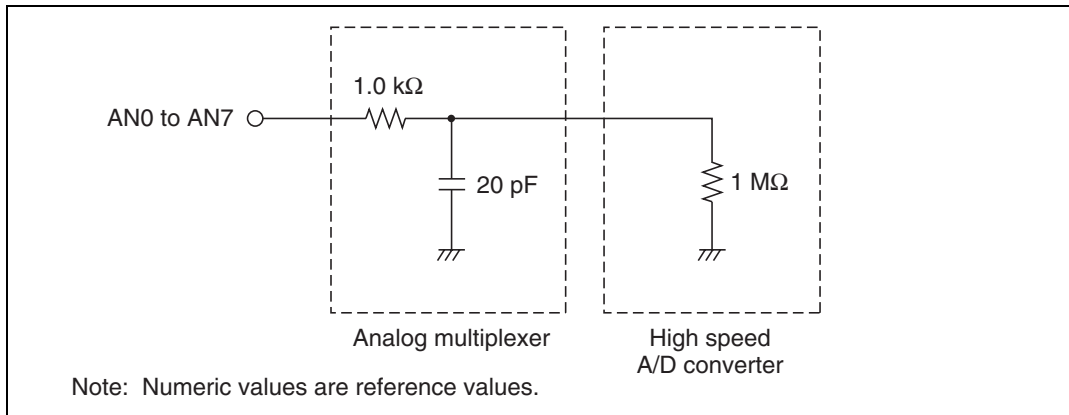 1.0 kΩ
AN0 to AN7
20 pF
1 MΩ
Analog multiplexer
High speed
A/D converter
Note: Numeric values are reference values.